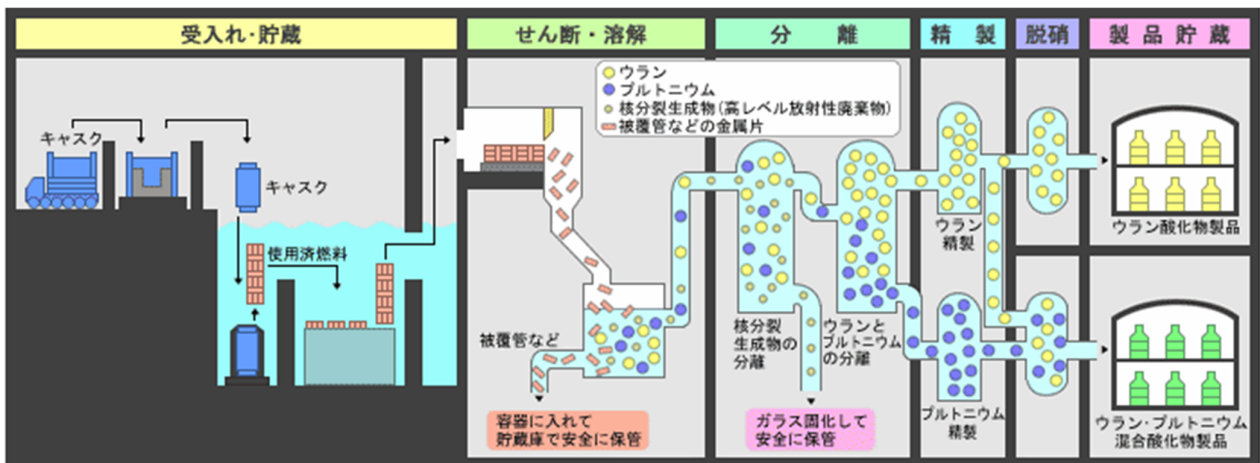 受入れ・貯蔵
せん断・溶解
分離
精製
脱硝
製品貯蔵
ウラン
プルトニウム
核分裂生成物(高レベル放射性廃棄物)
被覆管などの金属片
キャスク
キャスク
使用済燃料
被覆管など
容器に入れて
貯蔵庫で安全に保管
核分裂
生成物の
分離
ウランと
プルトニウム
の分離
ガラス固化して
安全に保管
ウラン
精製
プルトニウム
精製
ウラン酸化物製品
ウラン・プルトニウム
混合酸化物製品